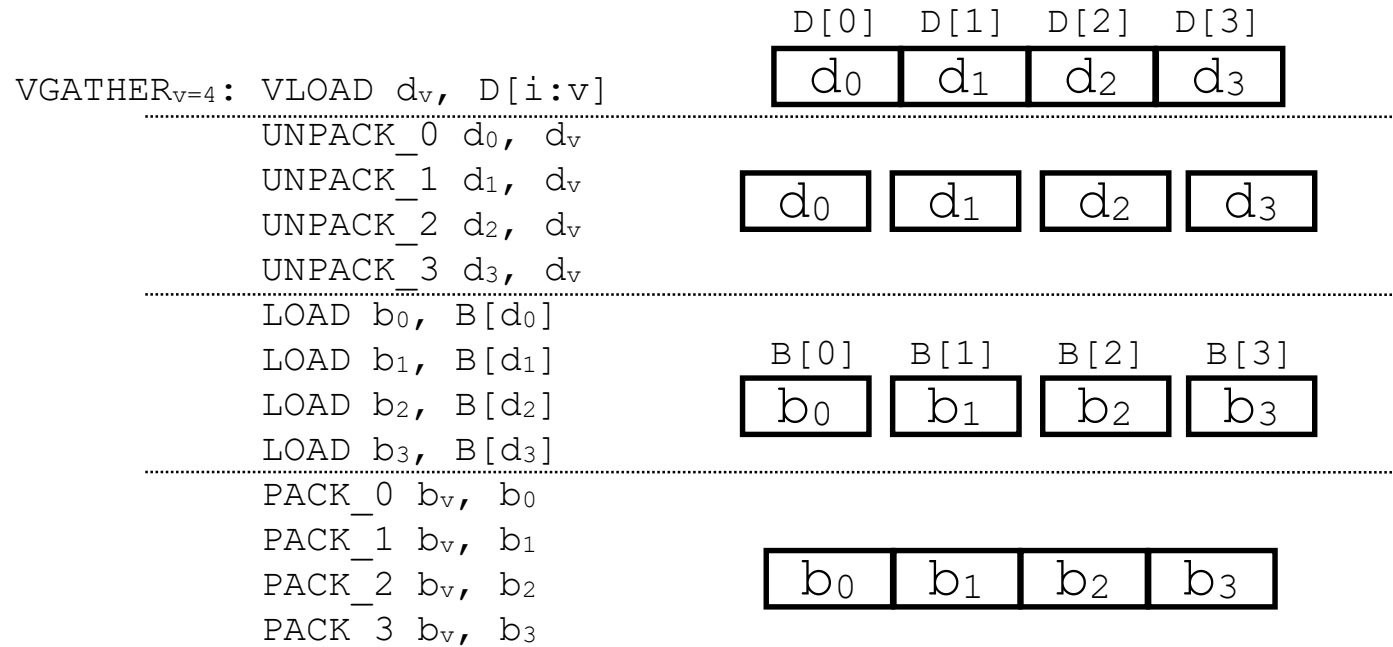 D[0] D[1] D[2] D[3]
VGATHERv=4: VLOAD dv, D[i:v] d0 d1 d2 d3
UNPACK_0 d0, dv
UNPACK_1 d1, dv
d0 d1 d2 d3
UNPACK_2 d2, dv
UNPACK_3 d3, dv
LOAD b0, B[d0]
LOAD b1, B[d1] B[0] B[1] B[2] B[3]
LOAD b2, B[d2] b0 b1 b2 b3
LOAD b3, B[d3]
PACK_0 bv, b0
PACK_1 bv, b1
PACK_2 bv, b2 b0 b1 b2 b3
PACK 3 bv, b3